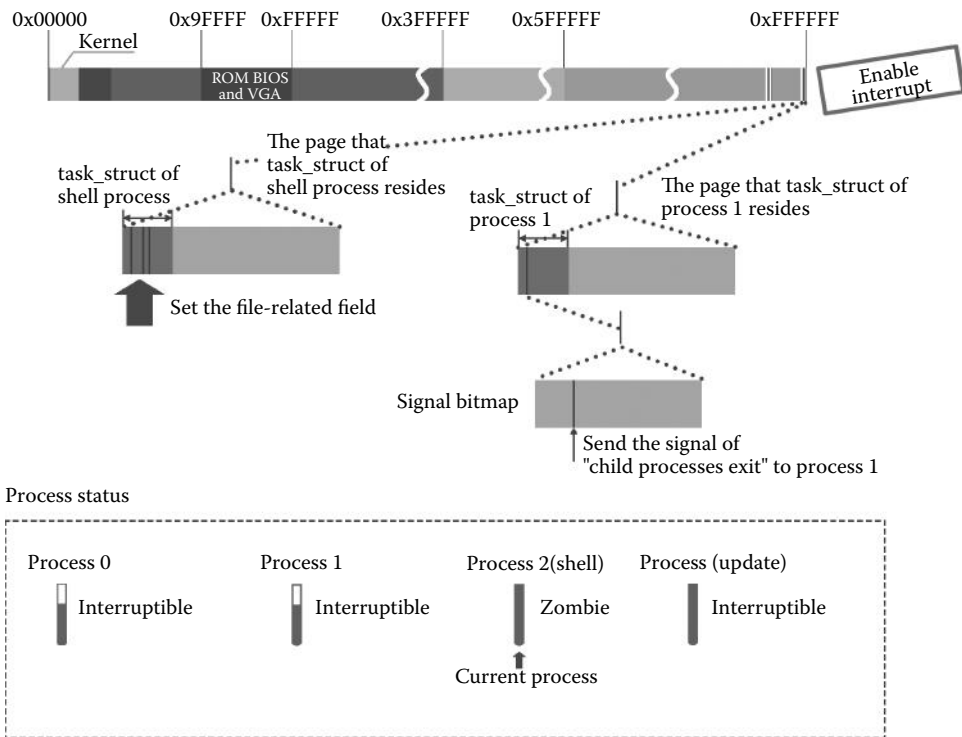 0x00000 0x9FFFF 0xFFFFF 0x3FFFFF 0x5FFFFF 0xFFFFFF
Kernel
ROM BIOS
and VGA
Enable
interrupt
The page that
task_struct of
shell process resides
task_struct of
shell process
Set the file-related field
The page that task_struct of
process 1 resides
task_struct of
process 1
Signal bitmap
Send the signal of
"child processes exit" to process 1
Process status
Process 0 Process 1 Process 2(shell) Process (update)
Interruptible Interruptible Zombie Interruptible
Current process